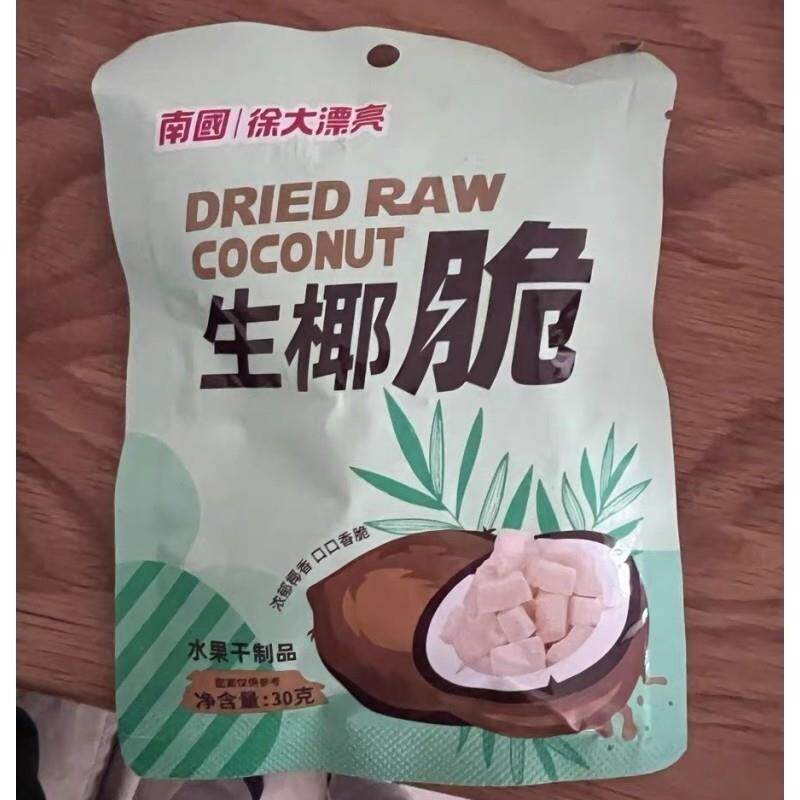 南國|徐大漂亮
DRIED RAW
COCONUT
生椰脆
浓郁椰香 口口香脆
水果干制品
图案仅供参考
净含量:30克